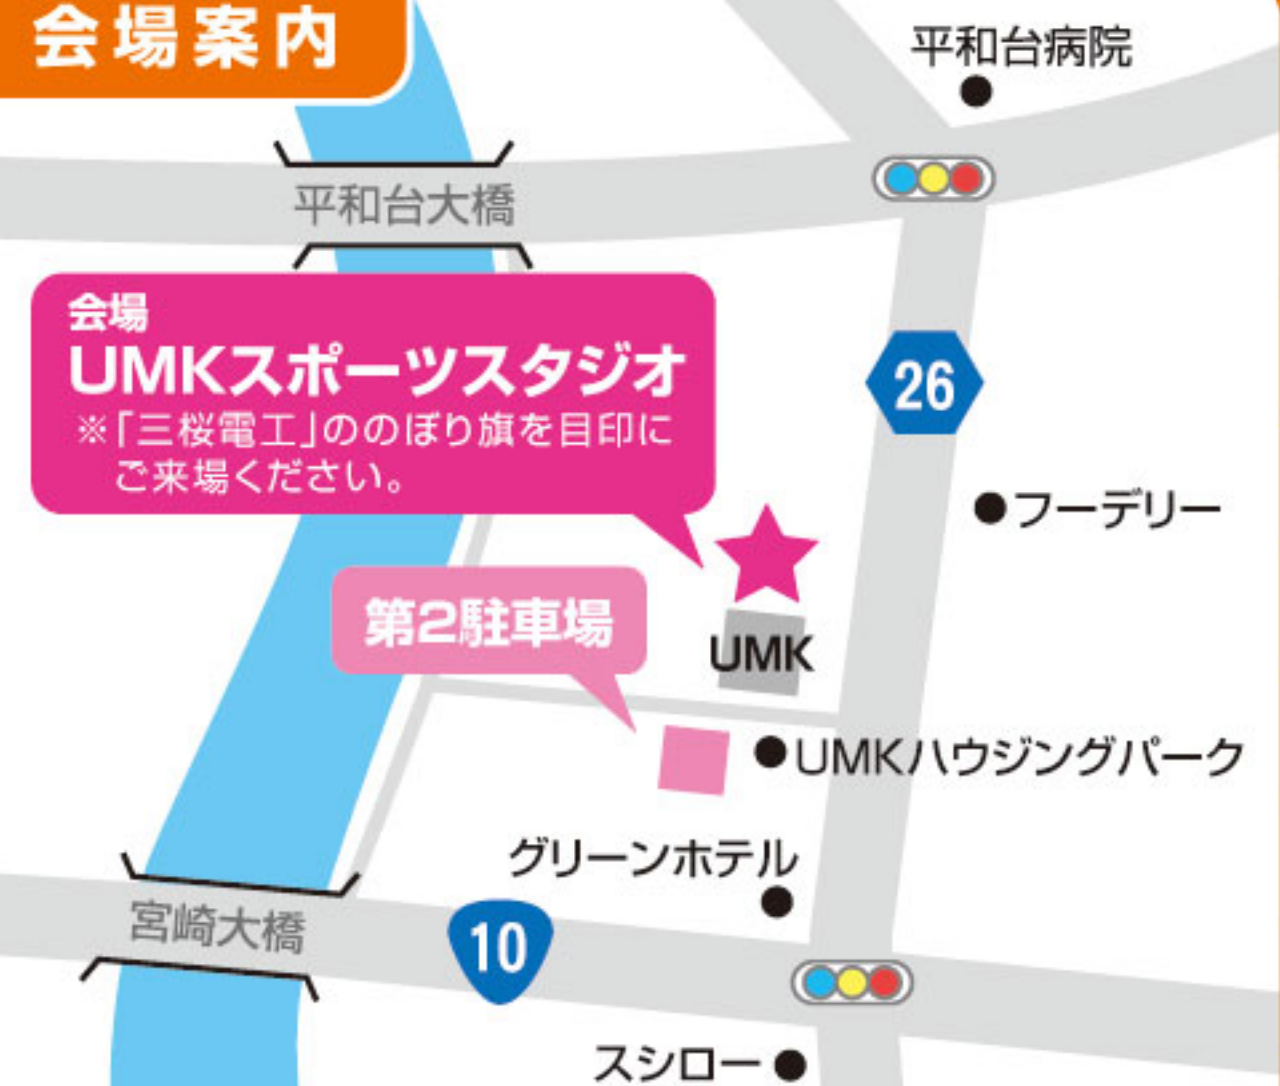 会場案内
平和台病院
平和台大橋
会場
UMKスポーツスタジオ
※「三桜電工」ののぼり旗を目印に
ご来場ください。
26
フーデリー
第2駐車場
UMK
UMKハウジングパーク
グリーンホテル
宮崎大橋
10
スシロー